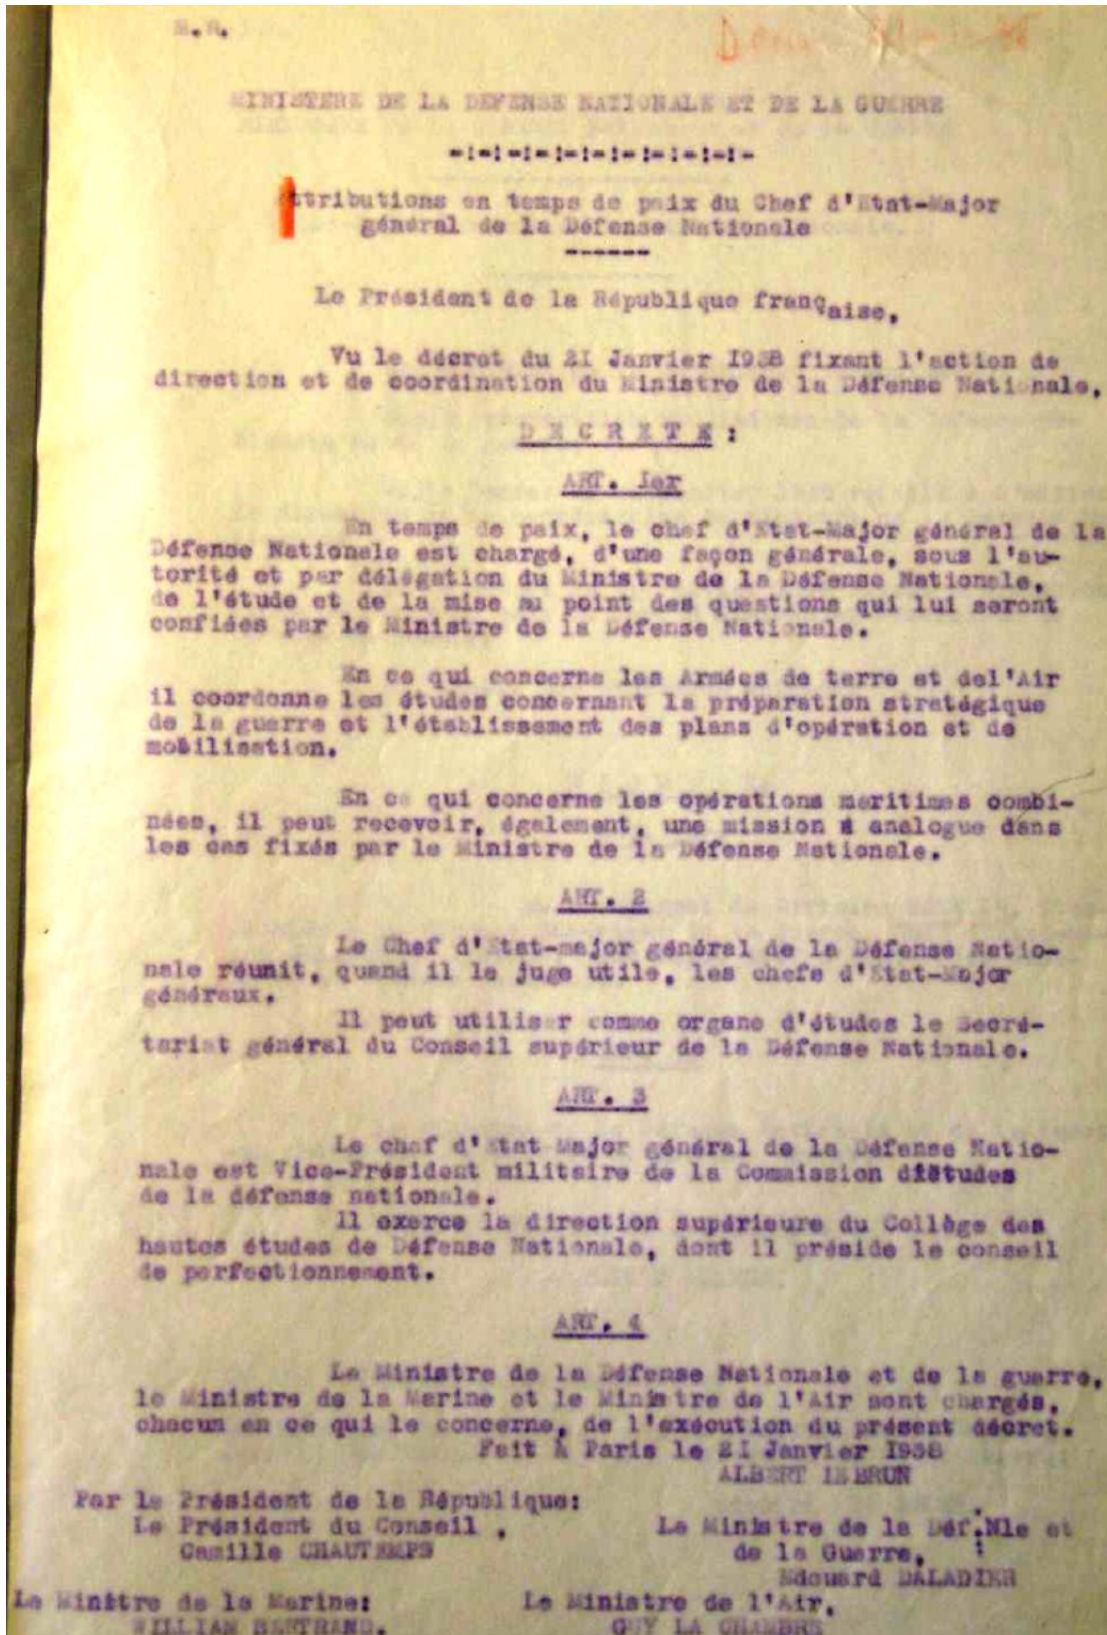 MINISTERE DE LA DEFENSE NATIONALE ET DE LA GUERRE
-:-:-:-:-:-:-:-:-:-:-:-
ttributions en temps de paix du Chef d'Etat-Major
général de la Défense Nationale
------
Le Président de la République française,
Vu le décret du 21 Janvier 1938 fixant l'action de
direction et de coordination du Ministre de la Défense Nationale,
DECRETE:
ART. Ier
En temps de paix, le chef d'Etat-Major général de la
Défense Nationale est chargé, d'une façon générale, sous l'au-
torité et par délégation du Ministre de la Défense Nationale,
de l'étude et de la mise au point des questions qui lui seront
confiées par le Ministre de la Défense Nationale.
En ce qui concerne les Armées de terre et del'Air
il coordonne les études concernant la préparation stratégique
de la guerre et l'établissement des plans d'opération et de
mobilisation.
En ce qui concerne les opérations maritimes combi-
nées, il peut recevoir, également, une mission analogue dans
les cas fixés par le Ministre de la Défense Nationale.
ART. 2
Le Chef d'Etat-major général de la Défense Natio-
nale réunit, quand il le juge utile, les chefs d'Etat-Major
généraux.
Il peut utiliser comme organe d'études le Secré-
tariat général du Conseil supérieur de la Défense Nationale.
ART. 3
Le chef d'Etat Major général de la Défense Natio-
nale est Vice-Président militaire de la Commission d'études
de la défense nationale.
Il exerce la direction supérieure du Collège des
hautes études de Défense Nationale, dont il préside le conseil
de perfectionnement.
ART. 4
Le Ministre de la Défense Nationale et de la guerre,
le Ministre de la Marine et le Ministre de l'Air sont chargés,
chacun en ce qui le concerne, de l'exécution du présent décret.
Fait à Paris le 21 Janvier 1938
ALBERT LEBRUN
Par le Président de la République:
Le Président du Conseil, Le Ministre de la Déf.Nle et
Camille CHAUTEMPS de la Guerre,
Edouard DALADIER
Le Minitre de la Marine: Le Ministre de l'Air,
WILLIAN BERTRAND. GUY LA CHAMBRE